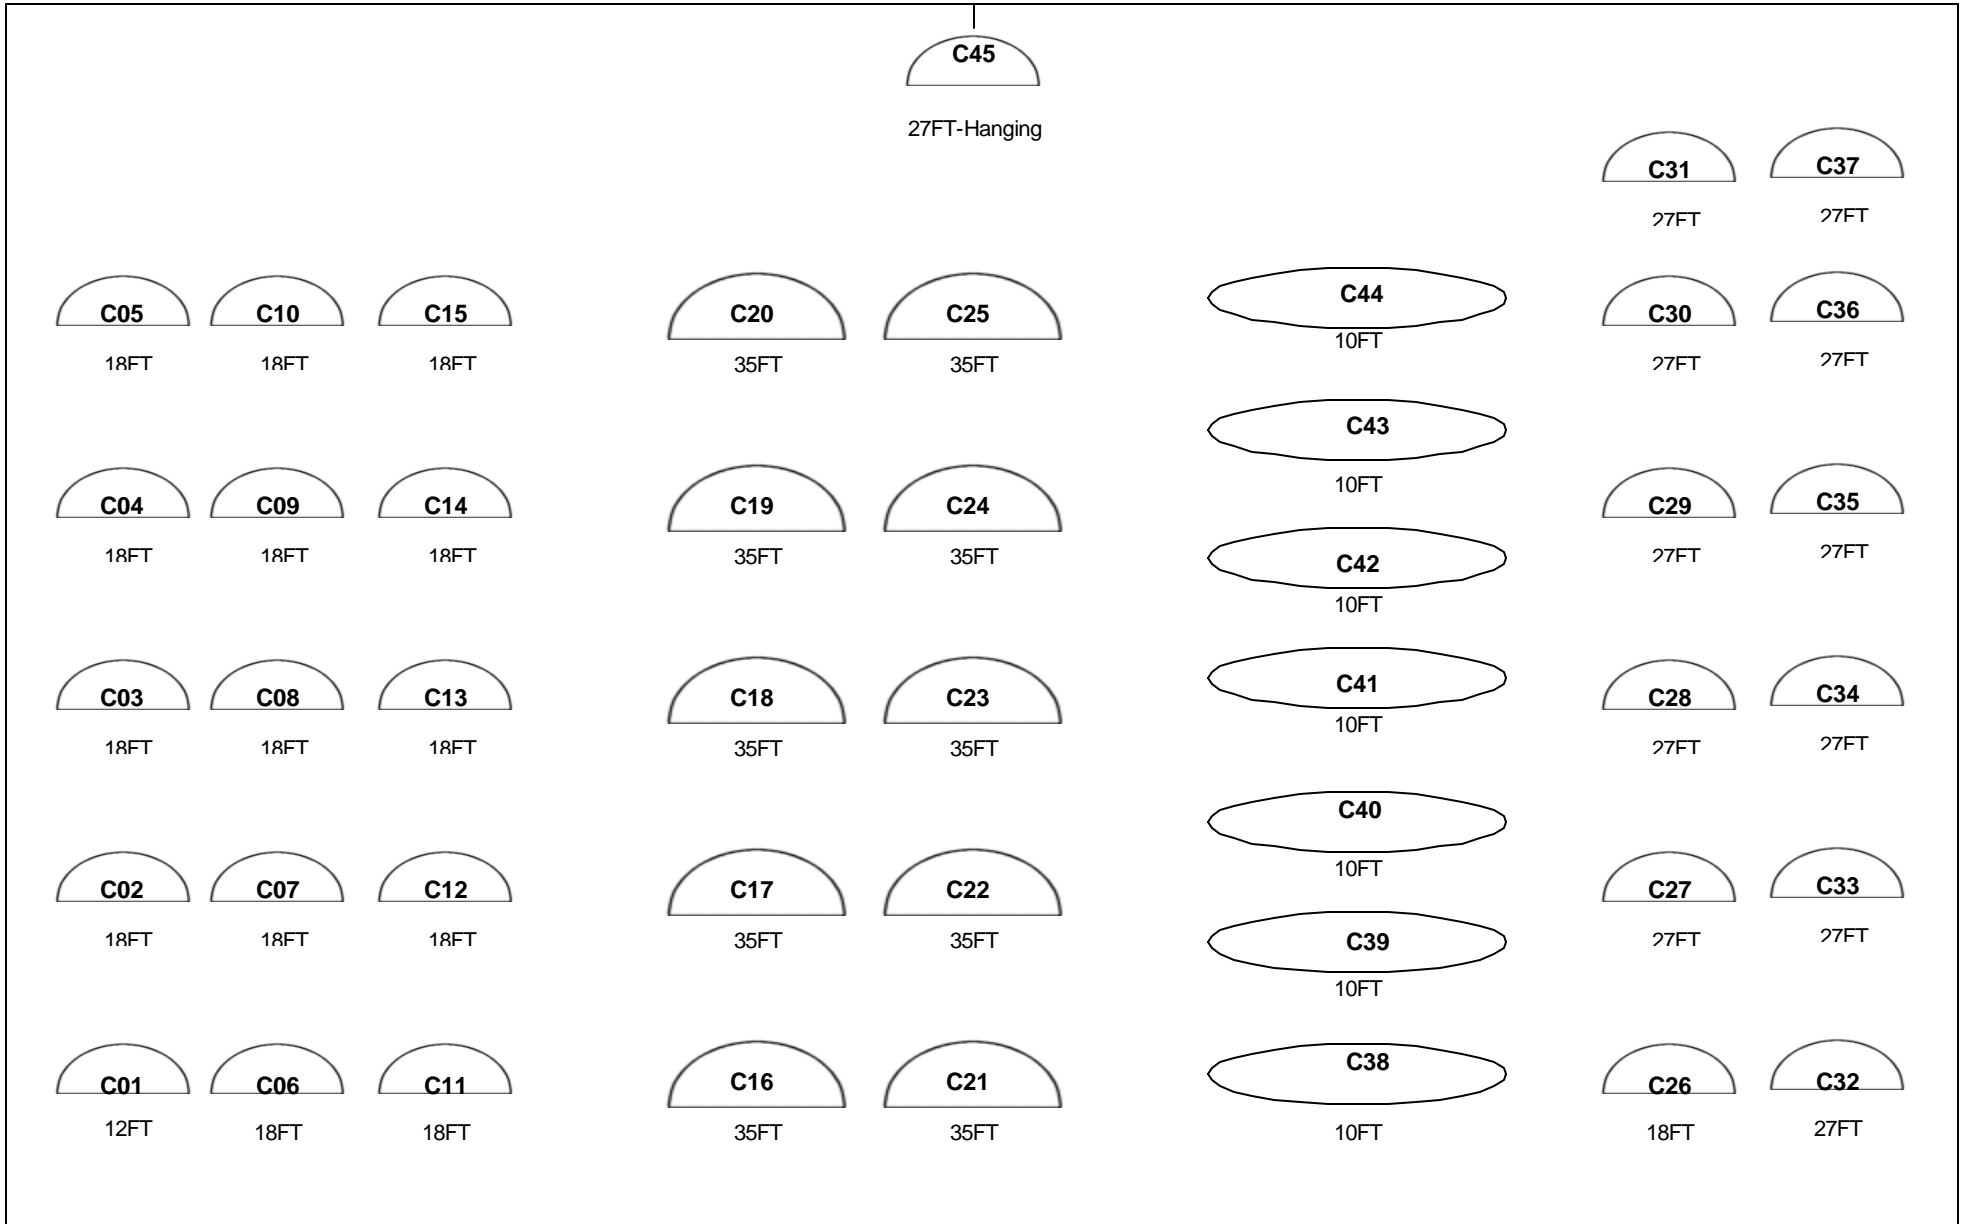 C45
27FT-Hanging
C31 C37
27FT 27FT
C05 C10 C15 C20 C25 C44 C30 C36
18FT 18FT 18FT 35FT 35FT 10FT 27FT 27FT
C43
10FT
C04 C09 C14 C19 C24 C29 C35
18FT 18FT 18FT 35FT 35FT 27FT 27FT
C42
10FT
C03 C08 C13 C18 C23 C41 C28 C34
18FT 18FT 18FT 35FT 35FT 10FT 27FT 27FT
C40
10FT
C02 C07 C12 C17 C22 C27 C33
18FT 18FT 18FT 35FT 35FT 27FT 27FT
C39
10FT
C01 C06 C11 C16 C21 C38 C26 C32
12FT 18FT 18FT 35FT 35FT 10FT 18FT 27FT